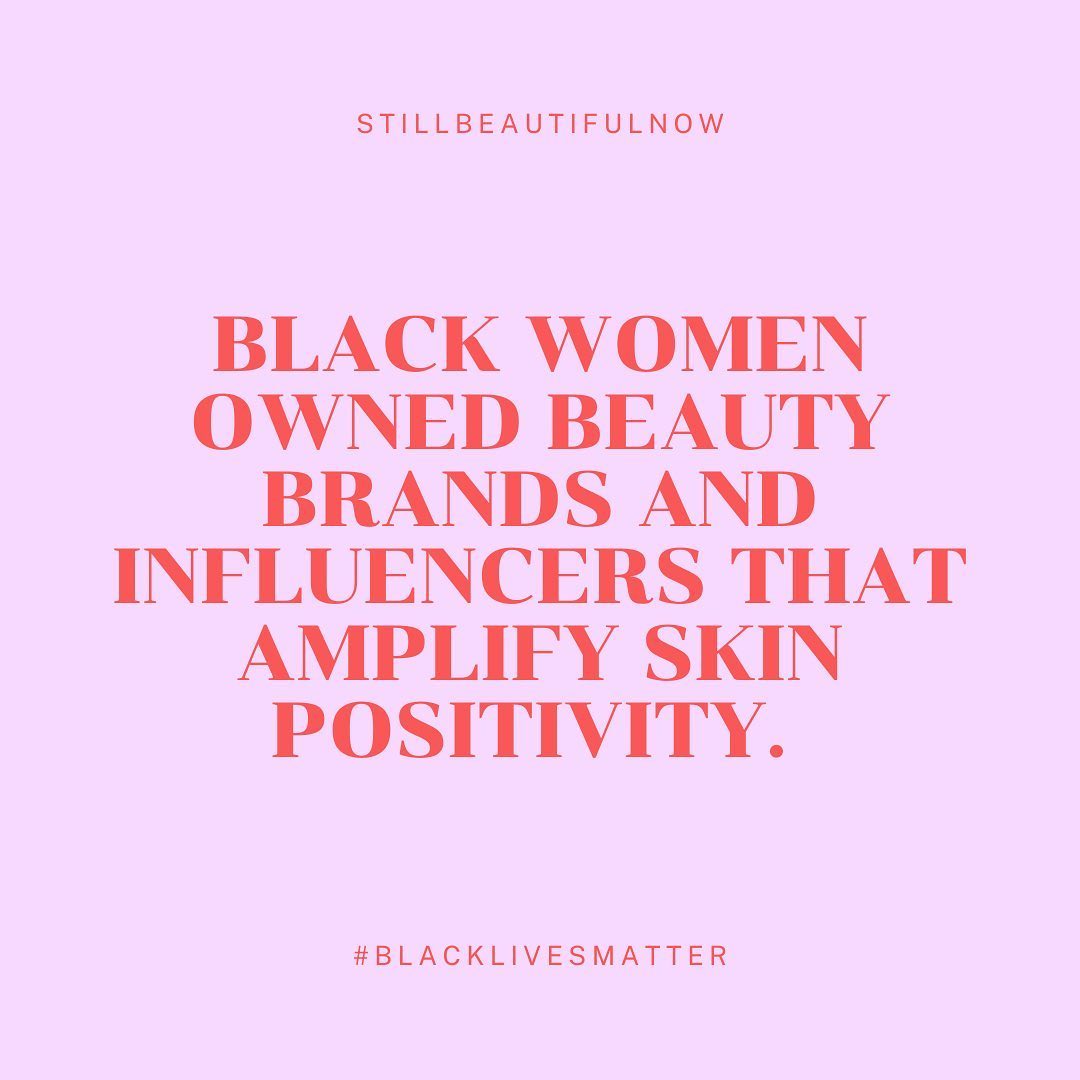 STILLBEAUTIFULNOW
BLACK WOMEN
OWNED BEAUTY
BRANDS AND
INFLUENCERS THAT
AMPLIFY SKIN
POSITIVITY.
#BLACKLIVESMATTER